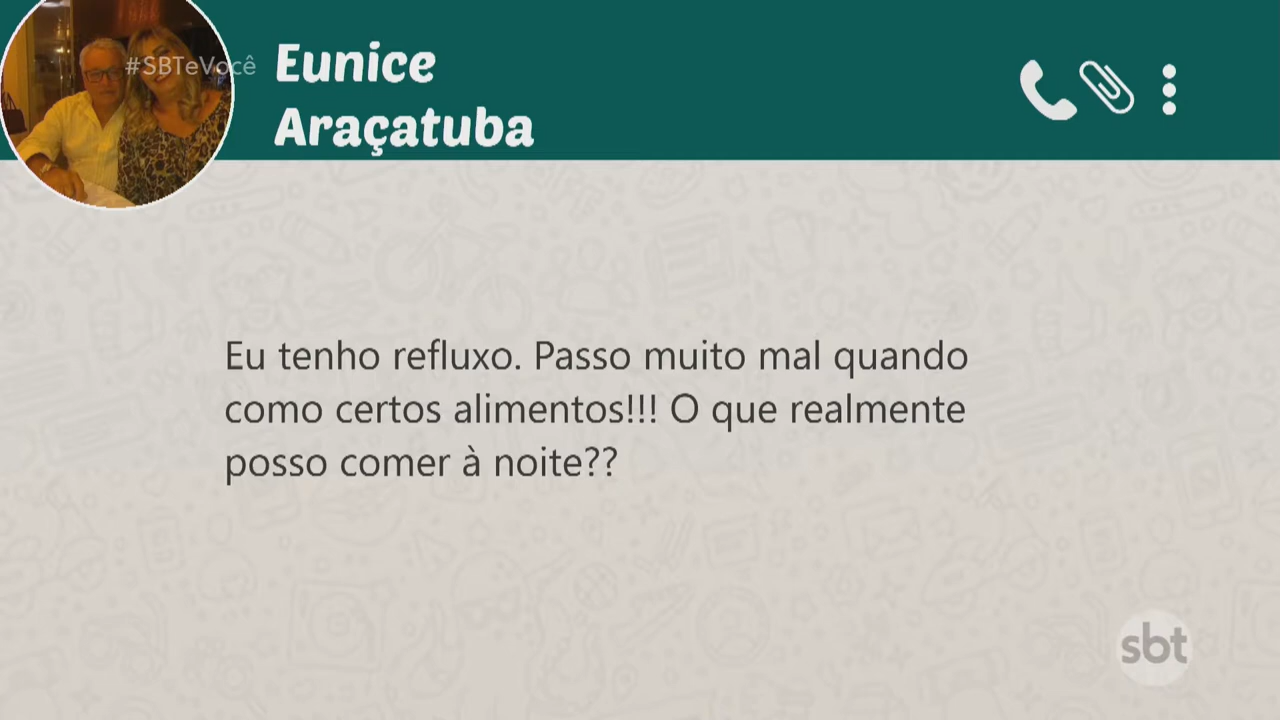 #SBTeVocê
Eunice
Araçatuba
Eu tenho refluxo. Passo muito mal quando
como certos alimentos!!! O que realmente
posso comer à noite??
sbt